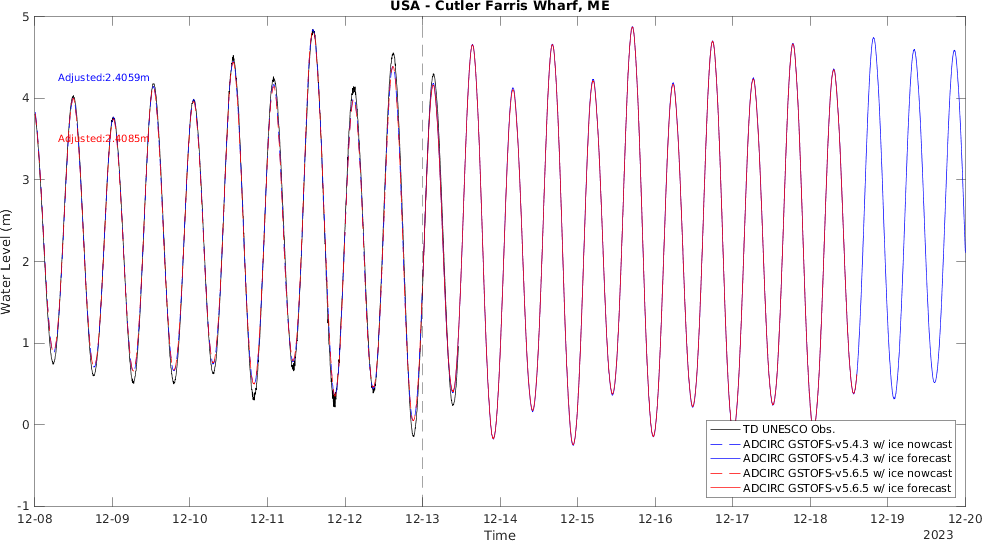 USA - Cutler Farris Wharf, ME
5
4
3
2
1
0
-1
Water Level (m)
Adjusted:2.4059m
Adjusted:2.4085m
TD UNESCO Obs.
ADCIRC GSTOFS-v5.4.3 w/ ice nowcast
ADCIRC GSTOFS-v5.4.3 w/ ice forecast
ADCIRC GSTOFS-v5.6.5 w/ ice nowcast
ADCIRC GSTOFS-v5.6.5 w/ ice forecast
12-08 12-09 12-10 12-11 12-12 12-13 12-14 12-15 12-16 12-17 12-18 12-19 12-20
Time
2023